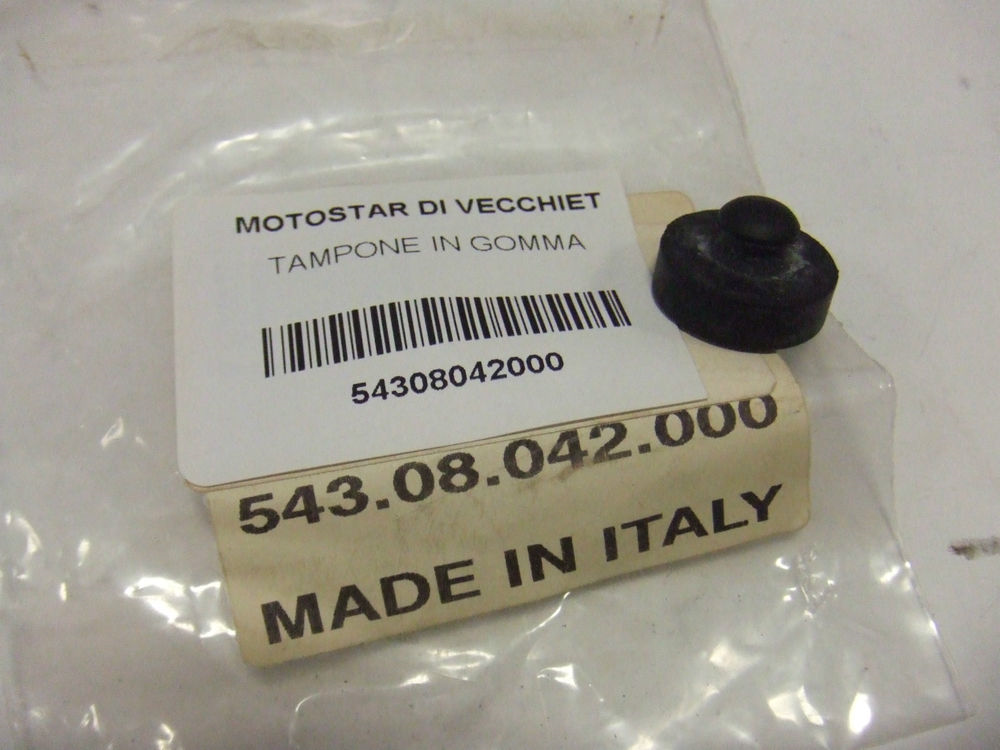 MOTOSTAR DI VECCHIET
TAMPONE IN GOMMA
54308042000
543.08.042.000
MADE IN ITALY